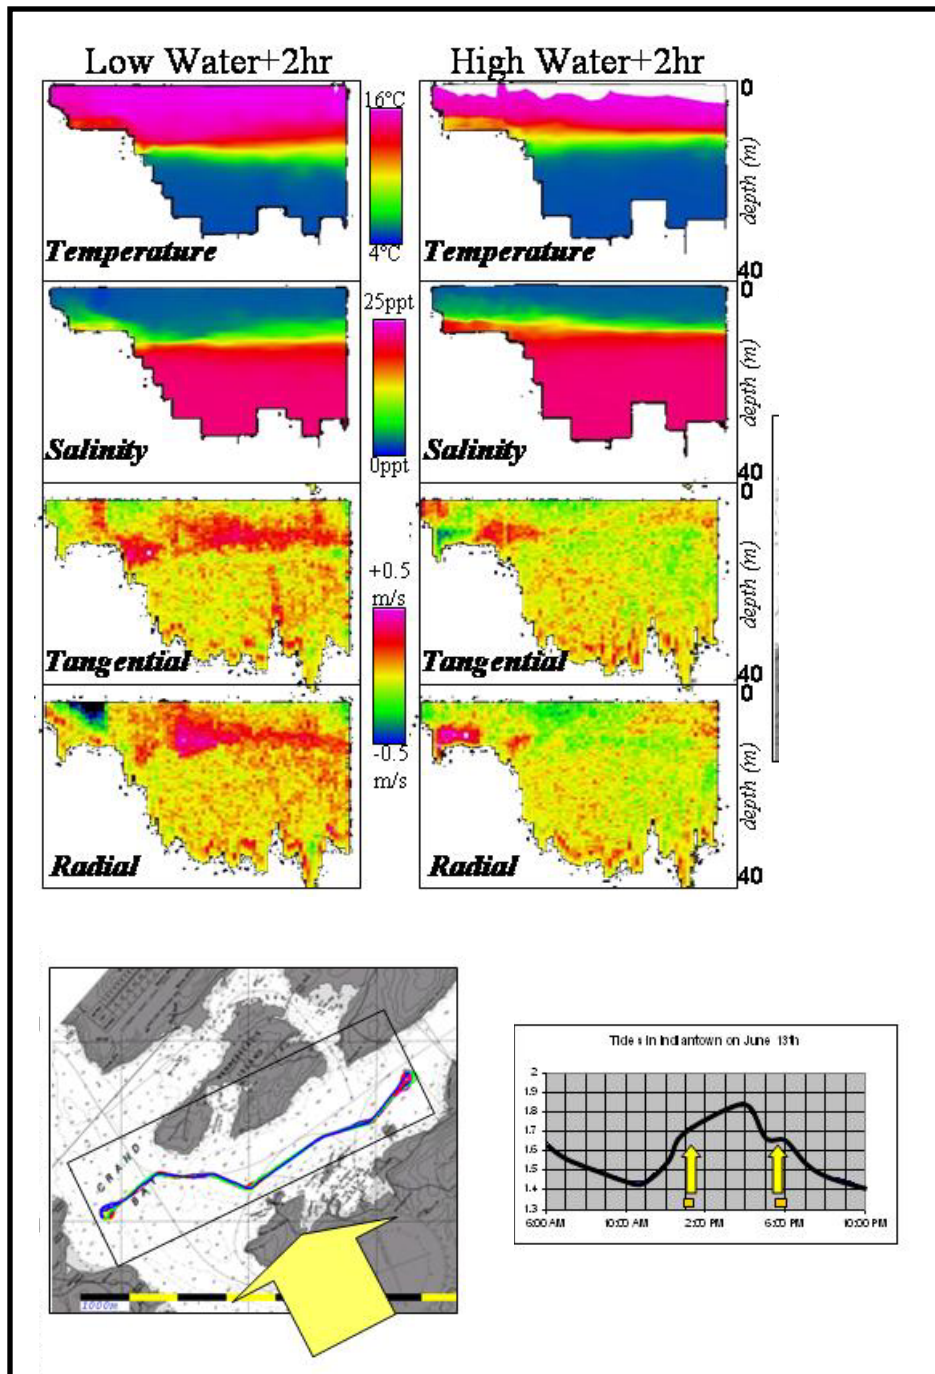 Low Water+2hr
High Water+2hr
16°C
0
depth (m)
Temperature
4°C
Temperature
40
0
25ppt
depth (m)
Salinity
0ppt
Salinity
40
0
+0.5
m/s
depth (m)
Tangential
Tangential
40
0
-0.5
m/s
depth (m)
Radial
Radial
40
GRAND
BAY
1000m
Tides in Indiantown on June 13th
1.2
1.9
1.8
1.7
1.6
1.5
1.4
1.3
6:00 AM
10:00 AM
2:00 PM
6:00 PM
10:00 PM